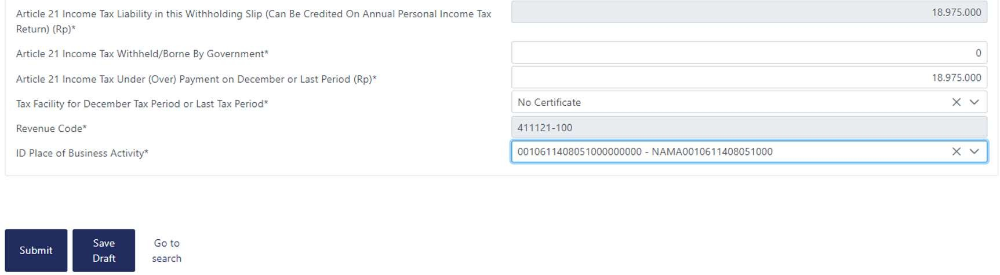 Article 21 Income Tax Liability in this Withholding Slip (Can Be Credited On Annual Personal Income Tax
Return) (Rp)*
18.975.000
Article 21 Income Tax Withheld/Borne By Government*
0
Article 21 Income Tax Under (Over) Payment on December or Last Period (Rp)*
18.975.000
Tax Facility for December Tax Period or Last Tax Period*
No Certificate
Revenue Code*
411121-100
ID Place of Business Activity*
0010611408051000000000 - NAMA0010611408051000
Submit
Save
Draft
Go to
search